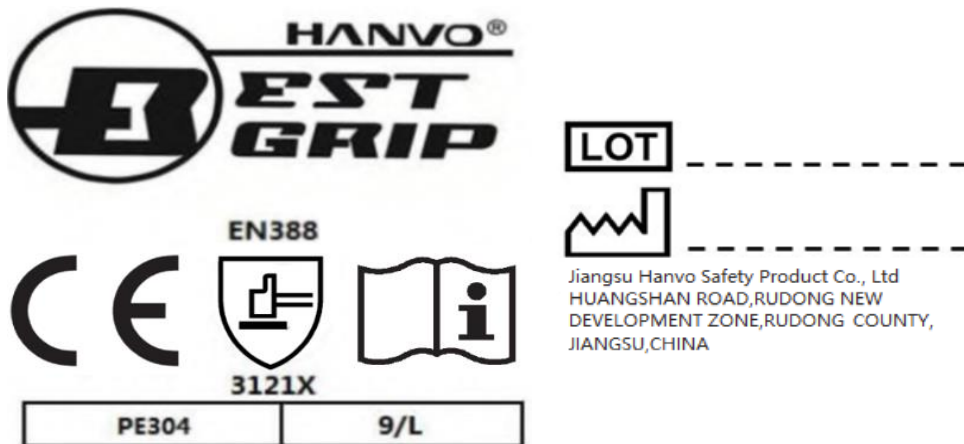 HANVO®
BEST
GRIP
EN388
CE
3121X
PE304 9/L
LOT
Jiangsu Hanvo Safety Product Co., Ltd
HUANGSHAN ROAD,RUDONG NEW
DEVELOPMENT ZONE,RUDONG COUNTY,
JIANGSU,CHINA